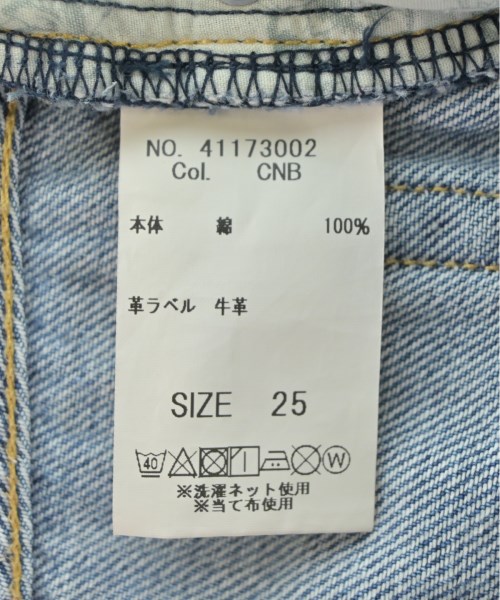 NO. 41173002
Col. CNB
本体 綿 100%
革ラベル 牛革
SIZE 25
40 W
※洗濯ネット使用
※当て布使用